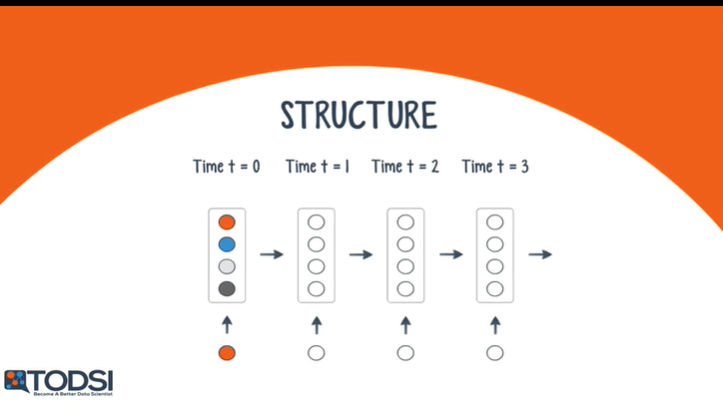 STRUCTURE
Time t = 0 Time t = 1 Time t = 2 Time t = 3
TODSI
Become A Better Data Scientist